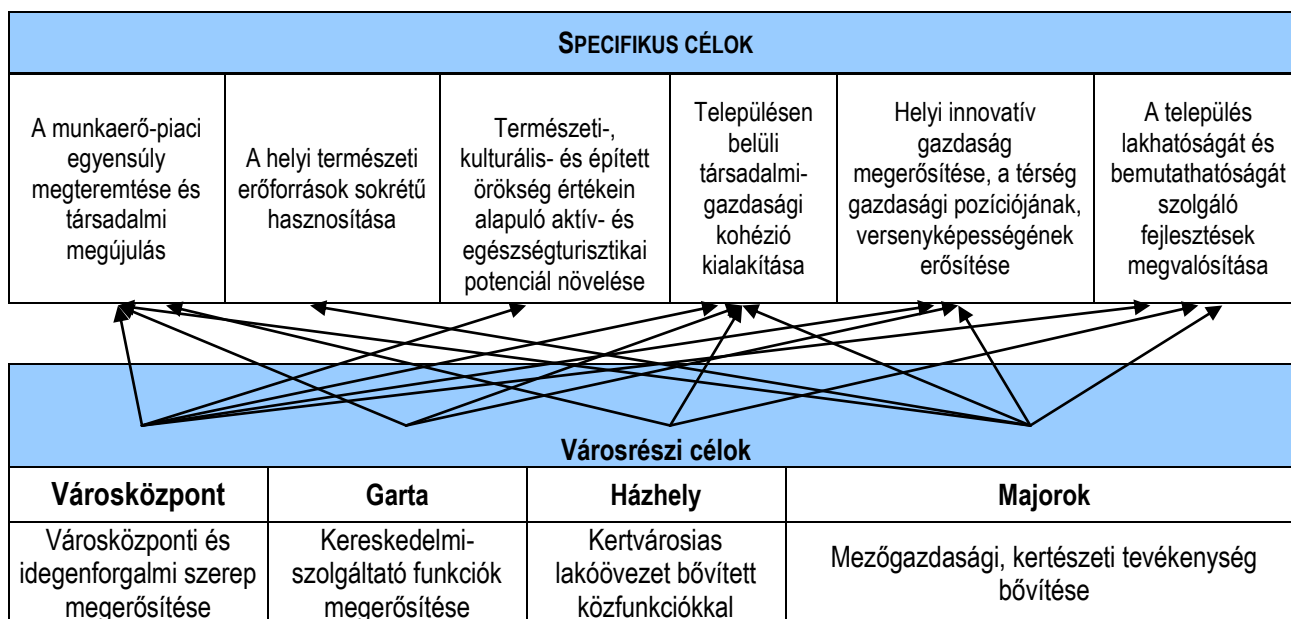 SPECIFIKUS CÉLOK
A munkaerő-piaci
egyensúly
megteremtése és
társadalmi
megújulás
A helyi természeti
erőforrások sokrétű
hasznosítása
Természeti-,
kulturális- és épített
örökség értékein
alapuló aktív- és
egészségturisztikai
potenciál növelése
Településen
belüli
társadalmi-
gazdasági
kohézió
kialakítása
Helyi innovatív
gazdaság
megerősítése, a térség
gazdasági pozíciójának,
versenyképességének
erősítése
A település
lakhatóságát és
bemutathatóságát
szolgáló
fejlesztések
megvalósítása
Városrészi célok
Városközpont
Garta
Házhely
Majorok
Városközponti és
idegenforgalmi szerep
megerősítése
Kereskedelmi-
szolgáltató funkciók
megerősítése
Kertvárosias
lakóövezet bővített
közfunkciókkal
Mezőgazdasági, kertészeti tevékenység
bővítése